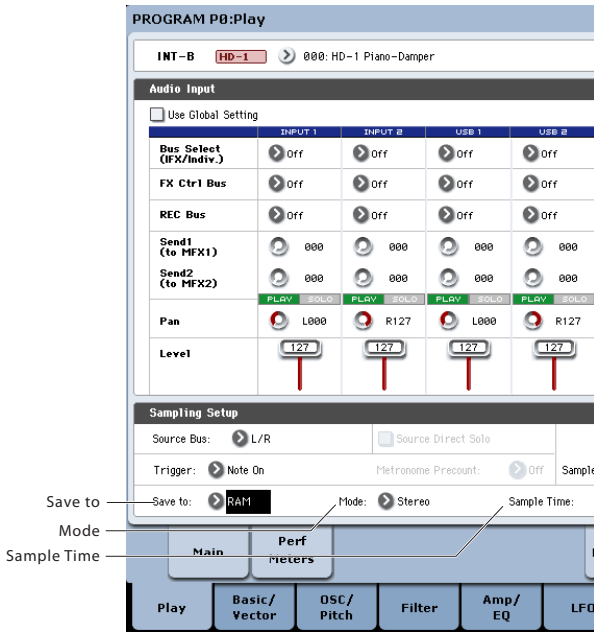 PROGRAM P0:Play
INT-B HD-1 000: HD-1 Piano-Damper
Audio Input
Use Global Setting
INPUT 1 INPUT 2 USB 1 USB 2
Bus Select
(IFX/Indiv.) Off Off Off Off
FX Ctrl Bus Off Off Off Off
REC Bus Off Off Off Off
Send1
(to MFX1) 000 000 000 000
Send2
(to MFX2) 000 000 000 000
PLAY SOLO PLAY SOLO PLAY SOLO PLAY SOLO
Pan L000 R127 L000 R127
Level 127 127 127 127
Sampling Setup
Source Bus: L/R Source Direct Solo
Trigger: Note On Metronome Precount: Off Sample
Save to: RAM Mode: Stereo Sample Time:
Save to
Mode
Sample Time
Main Perf
Meters
Play Basic/
Vector OSC/
Pitch Filter Amp/
EQ LFO